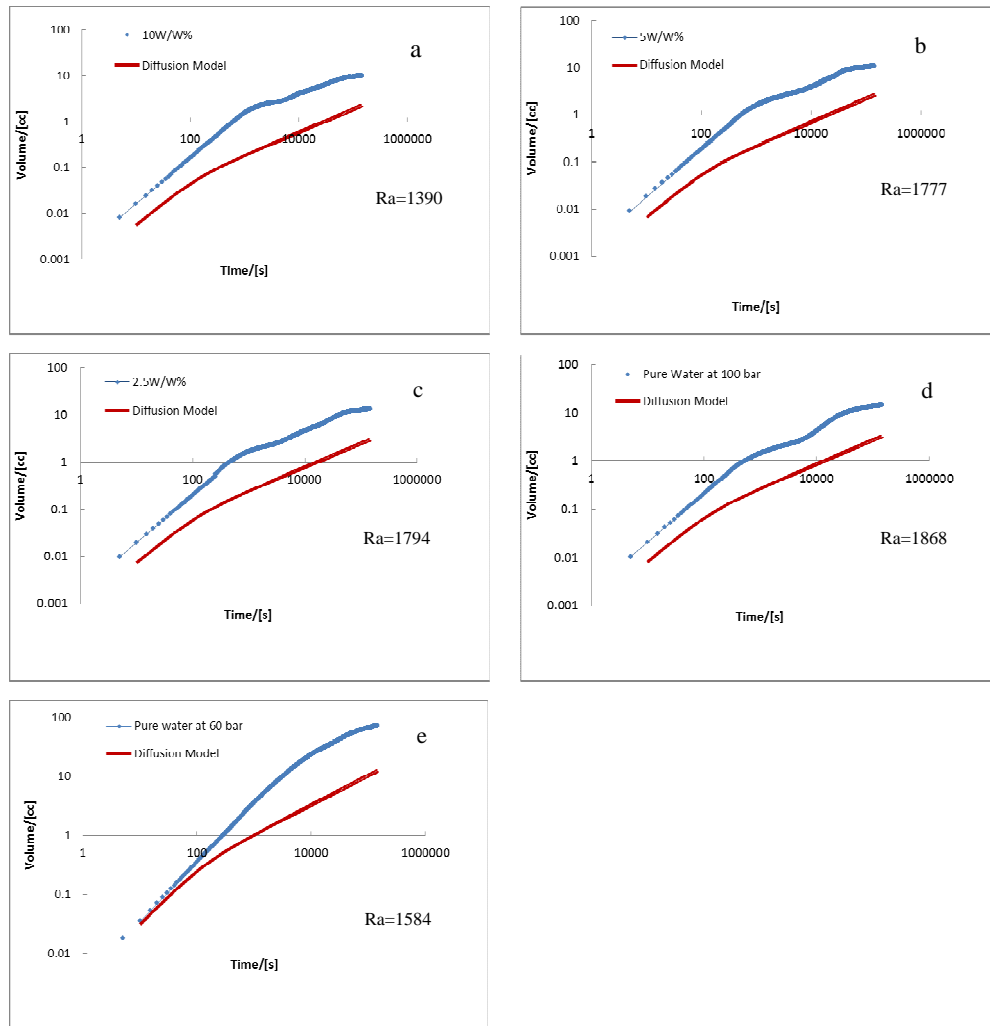 a
10W/W%
Diffusion Model
100
10
1
0.1
0.01
0.001
1
100
10000
1000000
Volume/[cc]
Time/[s]
Ra=1390
b
5W/W%
Diffusion Model
100
10
1
0.1
0.01
0.001
1
100
10000
1000000
Volume/[cc]
Time/[s]
Ra=1777
c
2.5W/W%
Diffusion Model
100
10
1
0.1
0.01
0.001
1
100
10000
1000000
Volume/[cc]
Time/[s]
Ra=1794
d
Pure Water at 100 bar
Diffusion Model
100
10
1
0.1
0.01
0.001
1
100
10000
1000000
Volume/[cc]
Time/[s]
Ra=1868
e
Pure water at 60 bar
Diffusion Model
100
10
1
0.1
0.01
1
100
10000
1000000
Volume/[cc]
Time/[s]
Ra=1584